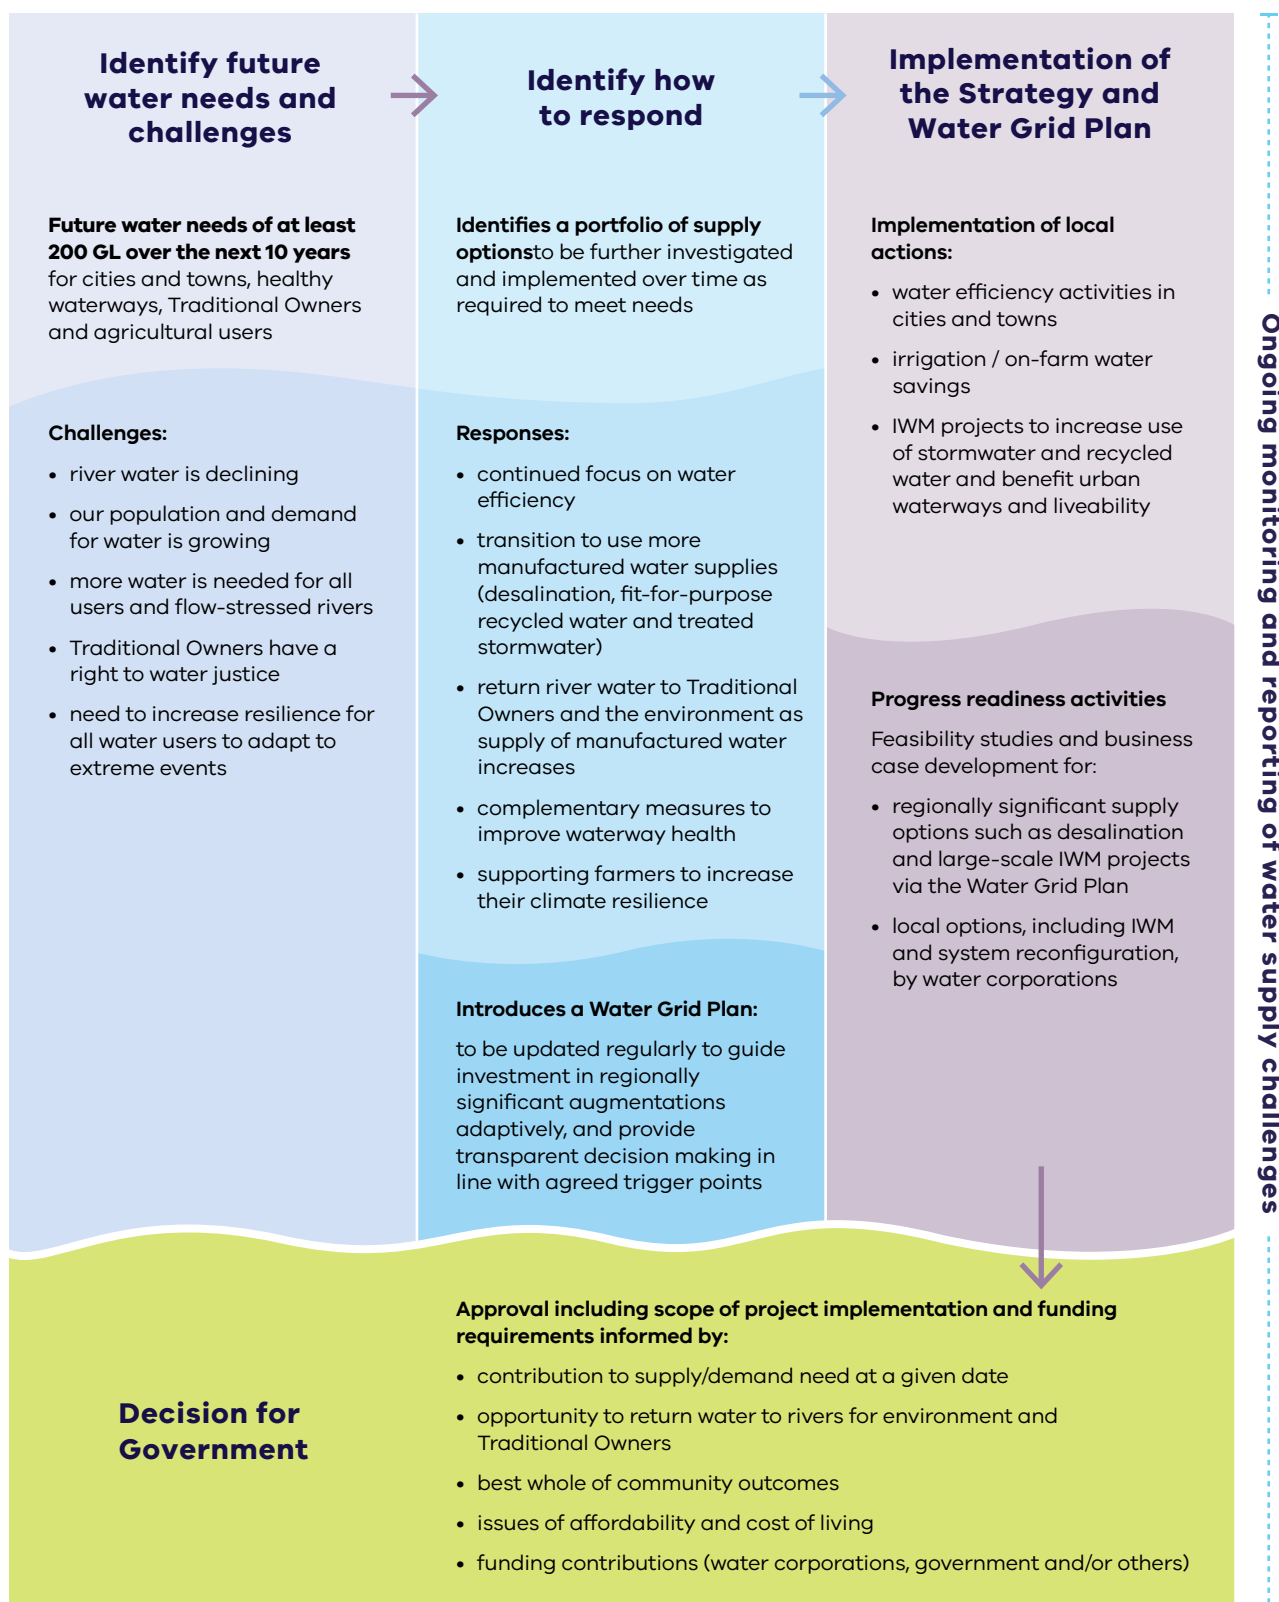 Identify future
water needs and
challenges
Future water needs of at least
200 GL over the next 10 years
for cities and towns, healthy
waterways, Traditional Owners
and agricultural users
Challenges:
• river water is declining
• our population and demand
for water is growing
• more water is needed for all
users and flow-stressed rivers
• Traditional Owners have a
right to water justice
• need to increase resilience for
all water users to adapt to
extreme events
Identify how
to respond
Identifies a portfolio of supply
optionsto be further investigated
and implemented over time as
required to meet needs
Responses:
• continued focus on water
efficiency
• transition to use more
manufactured water supplies
(desalination, fit-for-purpose
recycled water and treated
stormwater)
• return river water to Traditional
Owners and the environment as
supply of manufactured water
increases
• complementary measures to
improve waterway health
• supporting farmers to increase
their climate resilience
Introduces a Water Grid Plan:
to be updated regularly to guide
investment in regionally
significant augmentations
adaptively, and provide
transparent decision making in
line with agreed trigger points
Implementation of
the Strategy and
Water Grid Plan
Implementation of local
actions:
• water efficiency activities in
cities and towns
• irrigation / on-farm water
savings
• IWM projects to increase use
of stormwater and recycled
water and benefit urban
waterways and liveability
Progress readiness activities
Feasibility studies and business
case development for:
• regionally significant supply
options such as desalination
and large-scale IWM projects
via the Water Grid Plan
• local options, including IWM
and system reconfiguration,
by water corporations
Decision for
Government
Approval including scope of project implementation and funding
requirements informed by:
• contribution to supply/demand need at a given date
• opportunity to return water to rivers for environment and
Traditional Owners
• best whole of community outcomes
• issues of affordability and cost of living
• funding contributions (water corporations, government and/or others)
Ongoing monitoring and reporting of water supply challenges